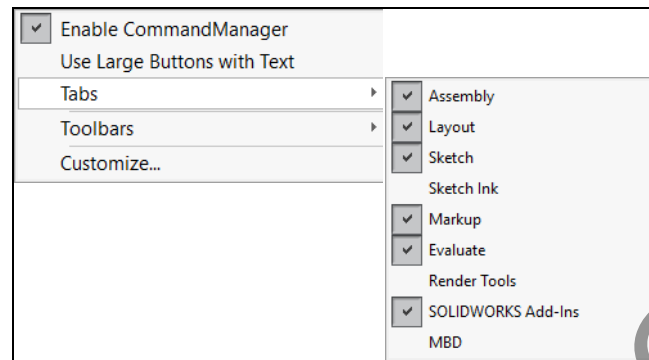 Enable CommandManager
Use Large Buttons with Text
Tabs
Toolbars
Customize...
Assembly
Layout
Sketch
Sketch Ink
Markup
Evaluate
Render Tools
SOLIDWORKS Add-Ins
MBD